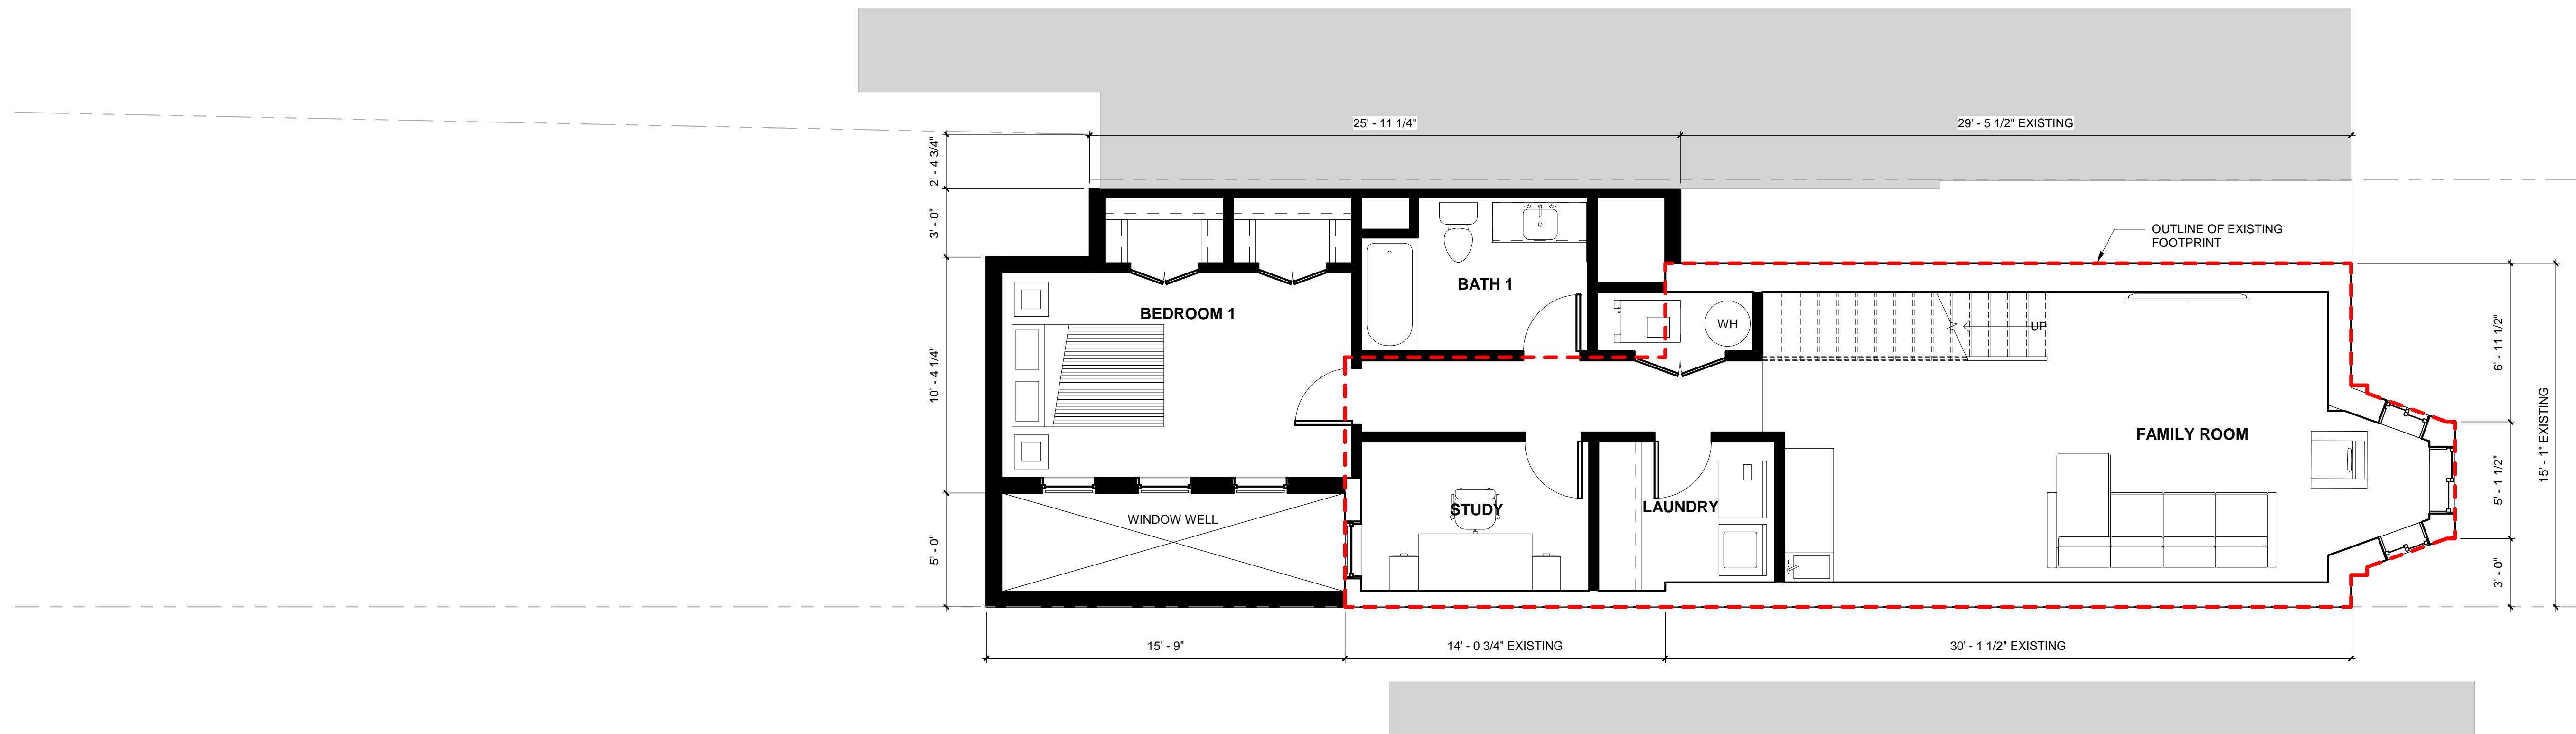 25' - 11 1/4"
29' - 5 1/2" EXISTING
2' - 4 3/4"
3' - 0"
10' - 4 1/4"
5' - 0"
OUTLINE OF EXISTING
FOOTPRINT
BATH 1
BEDROOM 1
WH
UP
FAMILY ROOM
STUDY
LAUNDRY
WINDOW WELL
6' - 11 1/2"
5' - 1 1/2"
3' - 0"
15' - 1" EXISTING
15' - 9"
14' - 0 3/4" EXISTING
30' - 1 1/2" EXISTING